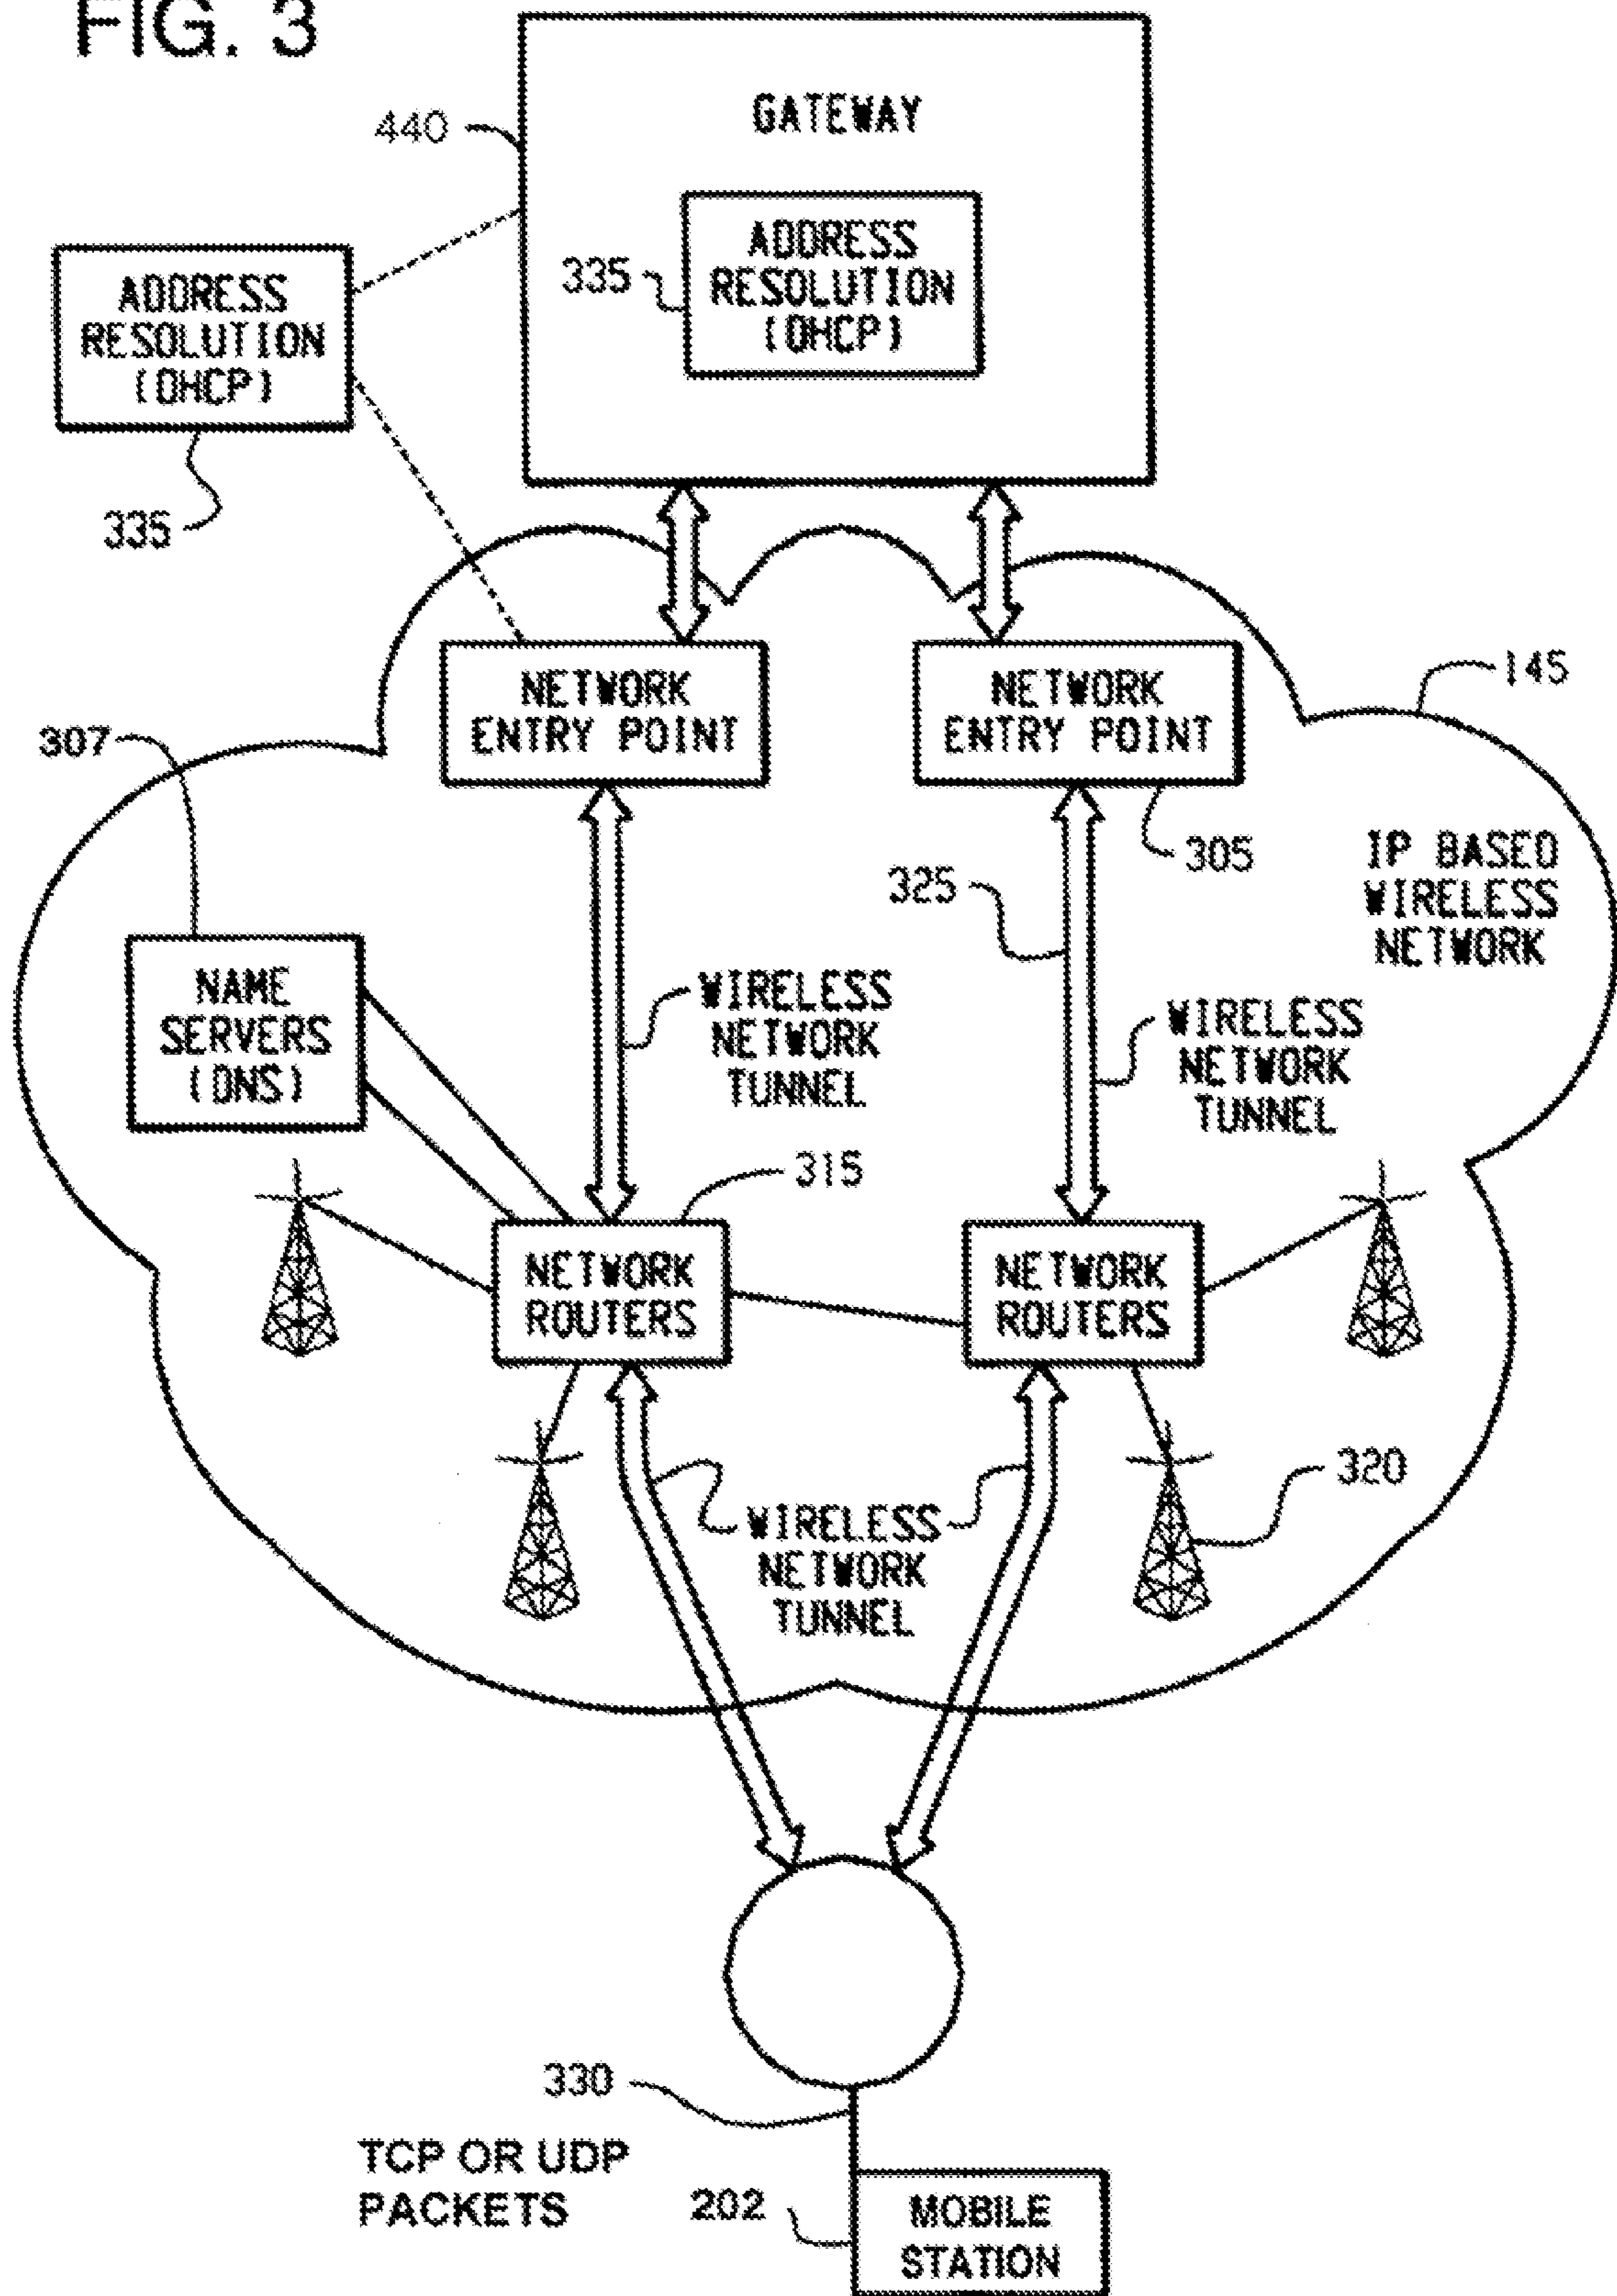 FIG. 3
GATEWAY
440
ADDRESS
RESOLUTION
(DHCP)
335
ADDRESS
RESOLUTION
(DHCP)
335
NETWORK
ENTRY POINT
NETWORK
ENTRY POINT
145
307
305
325
IP BASED
WIRELESS
NETWORK
NAME
SERVERS
(DNS)
WIRELESS
NETWORK
TUNNEL
WIRELESS
NETWORK
TUNNEL
315
NETWORK
ROUTERS
NETWORK
ROUTERS
320
WIRELESS
NETWORK
TUNNEL
330
TCP OR UDP
PACKETS
202
MOBILE
STATION